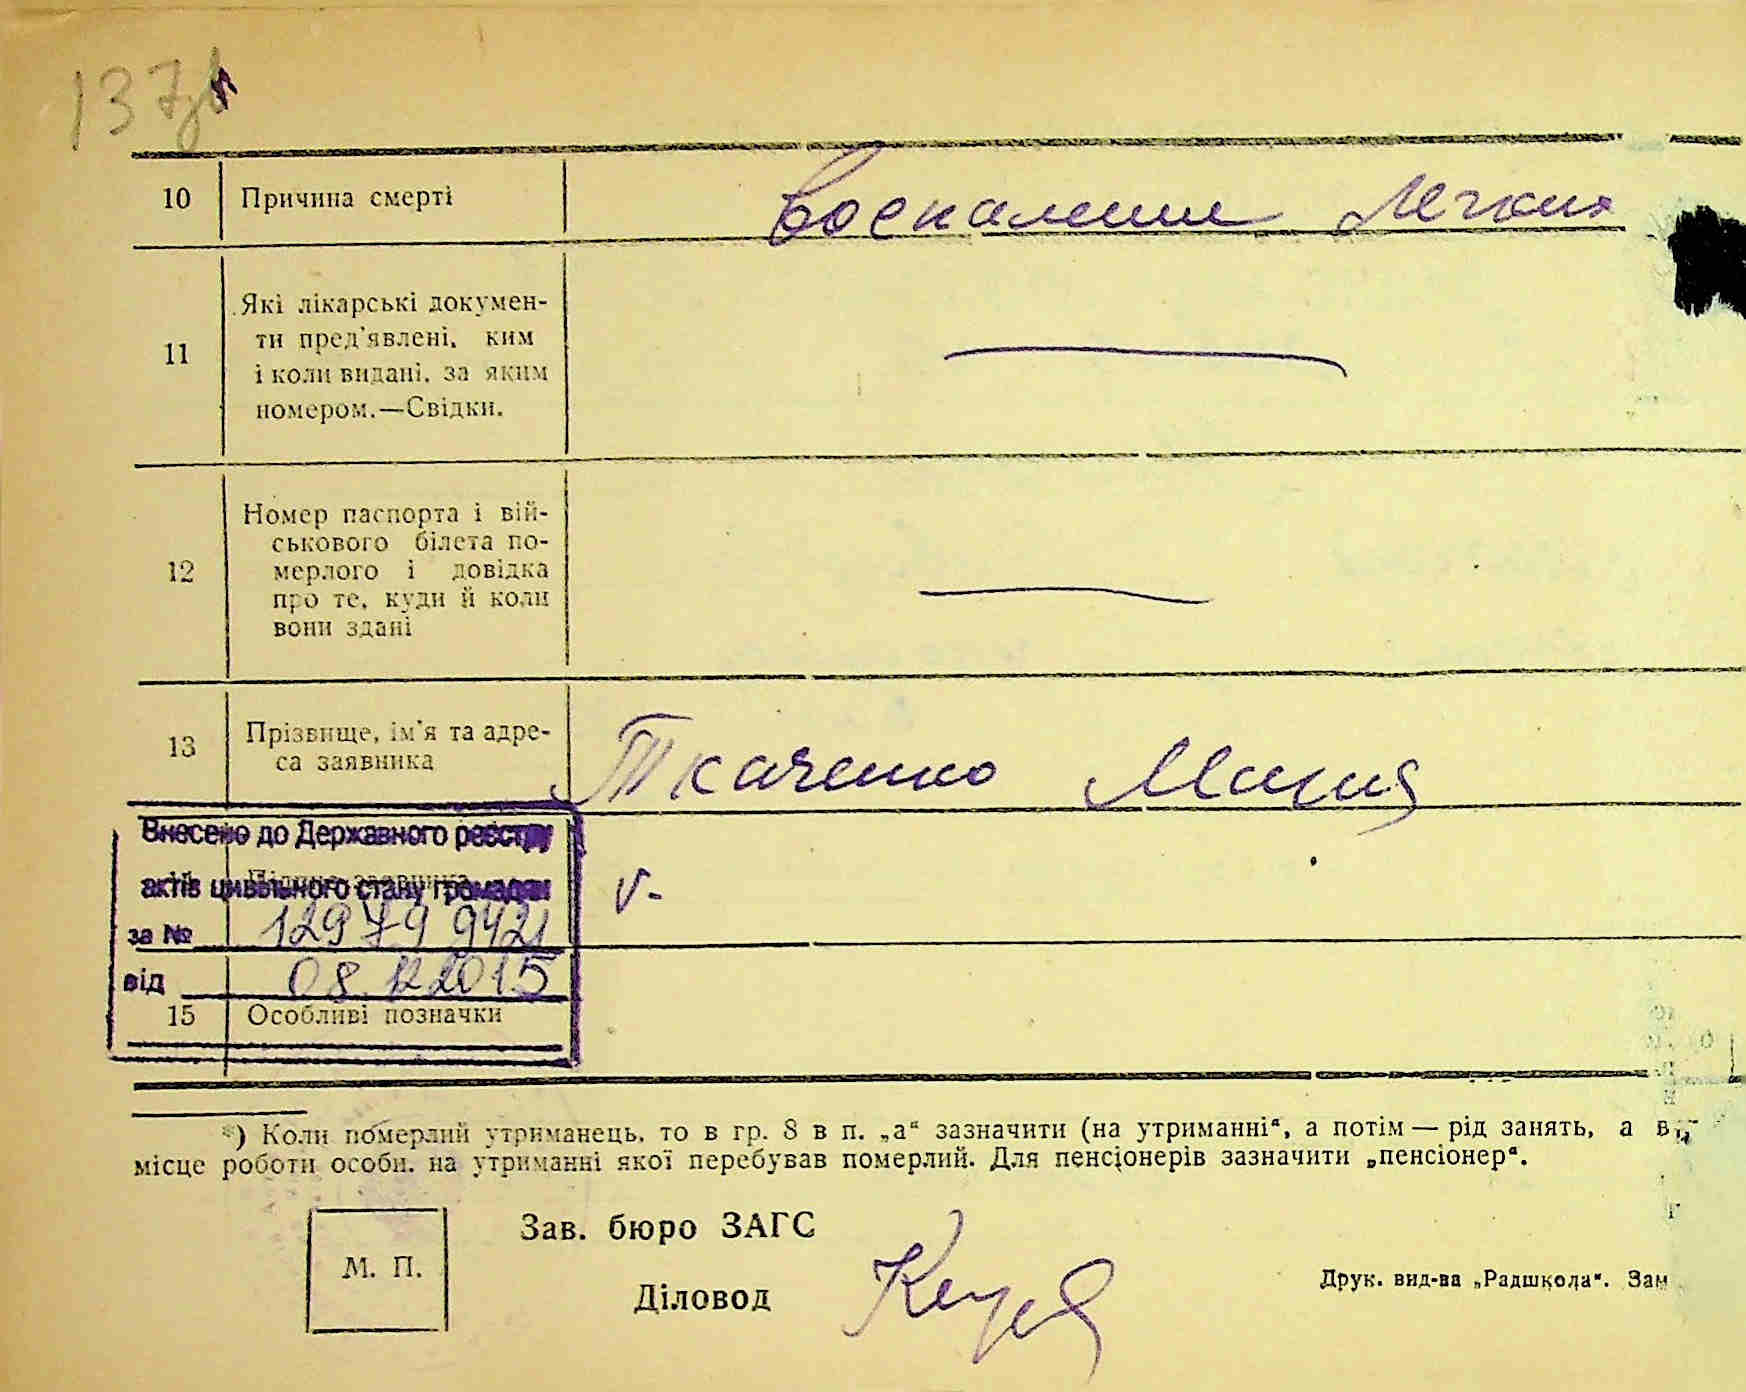 137
10 Причина смерті Воспаление Легких
11 Які лікарські докумен-
ти пред'явлені, ким
і коли видані, за яким
номером.—Свідки.
12 Номер паспорта і вій-
ськового білета по-
мерлого і довідка
про те, куди й коли
вони здані
13 Прізвище, ім'я та адре-
са заявника Ткаченко Мария
Внесено до Державного реєстру
актів цивільного стану громадян
Підпис заявника v-
за № 12979 9421
від 08.12 2015
15 Особливі позначки
*) Коли померлий утриманець, то в гр. 8 в п. „а“ зазначити (на утриманні“, а потім — рід занять, а в
місце роботи особи, на утриманні якої перебував померлий. Для пенсіонерів зазначити „пенсіонер“.
Зав. бюро ЗАГС
М. П.
Діловод
Друк. вид-ва „Радшкола“. Зам